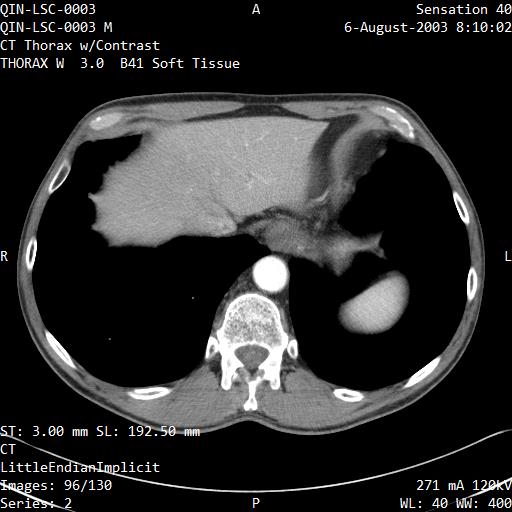 QIN-LSC-0003
A
Sensation 40
QIN-LSC-0003 M
6-August-2003 8:10:02
CT Thorax w/Contrast
THORAX W 3.0 B41 Soft Tissue
R
L
ST: 3.00 mm SL: 192.50 mm
CT
LittleEndianImplicit
Images: 96/130
271 mA 120kV
Series: 2
P
WL: 40 WW: 400